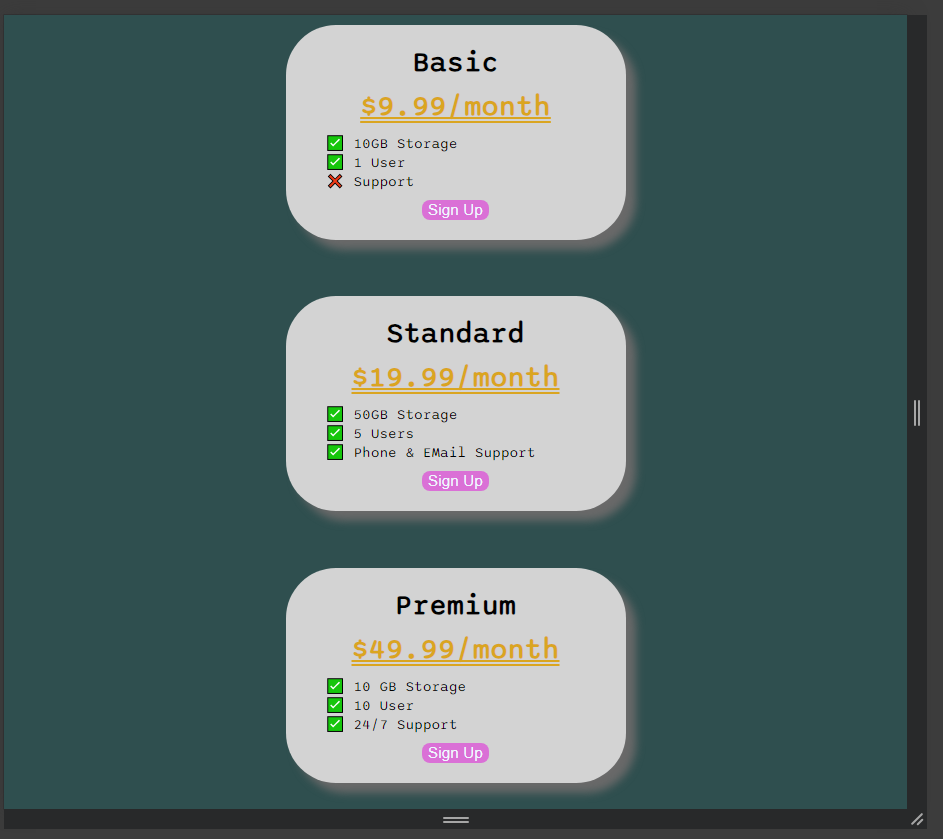 Basic
$9.99/month
✅ 10GB Storage
✅ 1 User
❌ Support
Sign Up
Standard
$19.99/month
✅ 50GB Storage
✅ 5 Users
✅ Phone & EMail Support
Sign Up
Premium
$49.99/month
✅ 10 GB Storage
✅ 10 User
✅ 24/7 Support
Sign Up